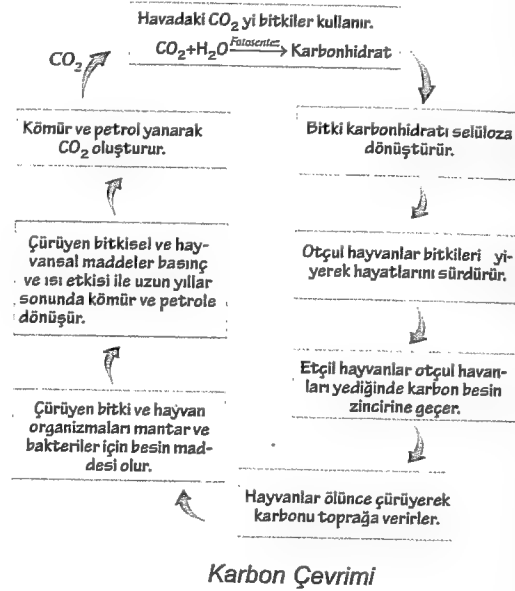 Havadaki CO₂ yi bitkiler kullanır.
CO₂+H₂O Fotosentez Karbonhidrat
CO₂
Bitki karbonhidratı selüloza
dönüştürür.
Otçul hayvanlar bitkileri yi-
yerek hayatlarını sürdürür.
Etçil hayvanlar otçul havan-
ları yediğinde karbon besin
zincirine geçer.
Hayvanlar ölünce çürüyerek
karbonu toprağa verirler.
Çürüyen bitki ve hayvan
organizmaları mantar ve
bakteriler için besin mad-
desi olur.
Çürüyen bitkisel ve hay-
vansal maddeler basınç
ve ısı etkisi ile uzun yıllar
sonunda kömür ve petrole
dönüşür.
Kömür ve petrol yanarak
CO₂ oluşturur.
Karbon Çevrimi